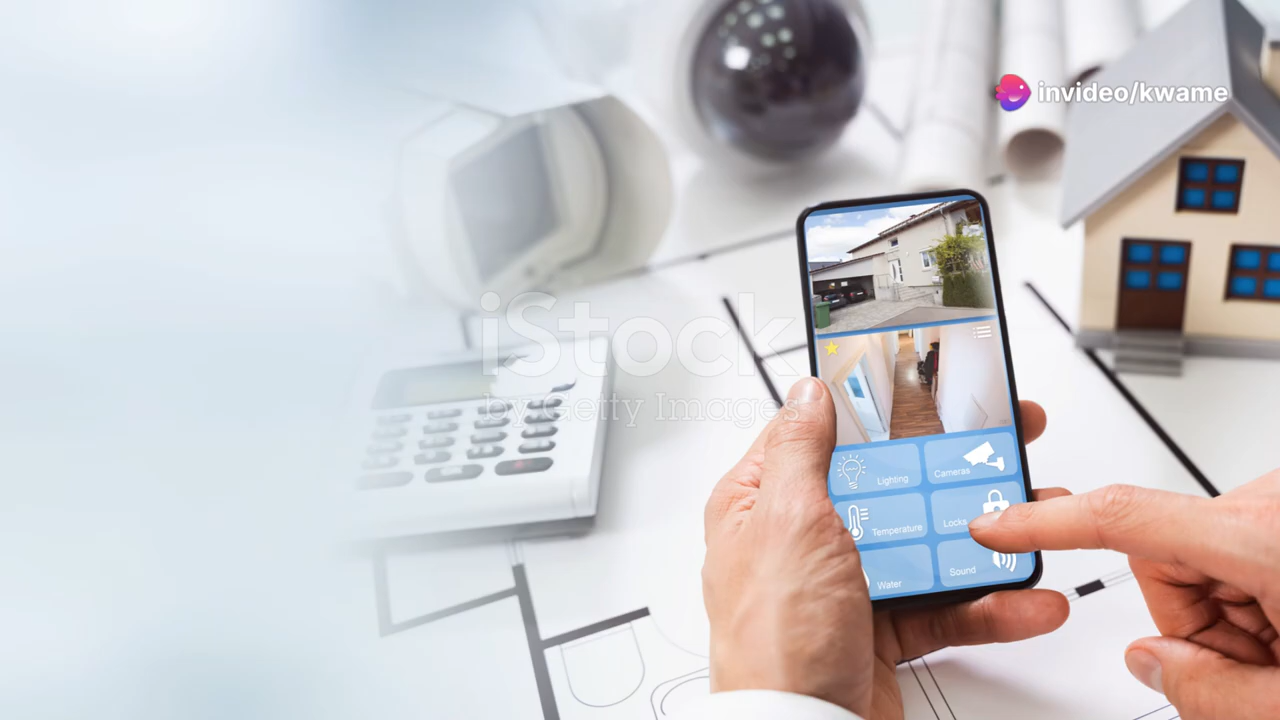 invideo/kwame
iStock
by Getty Images
Lighting
Cameras
Temperature
Locks
Water
Sound